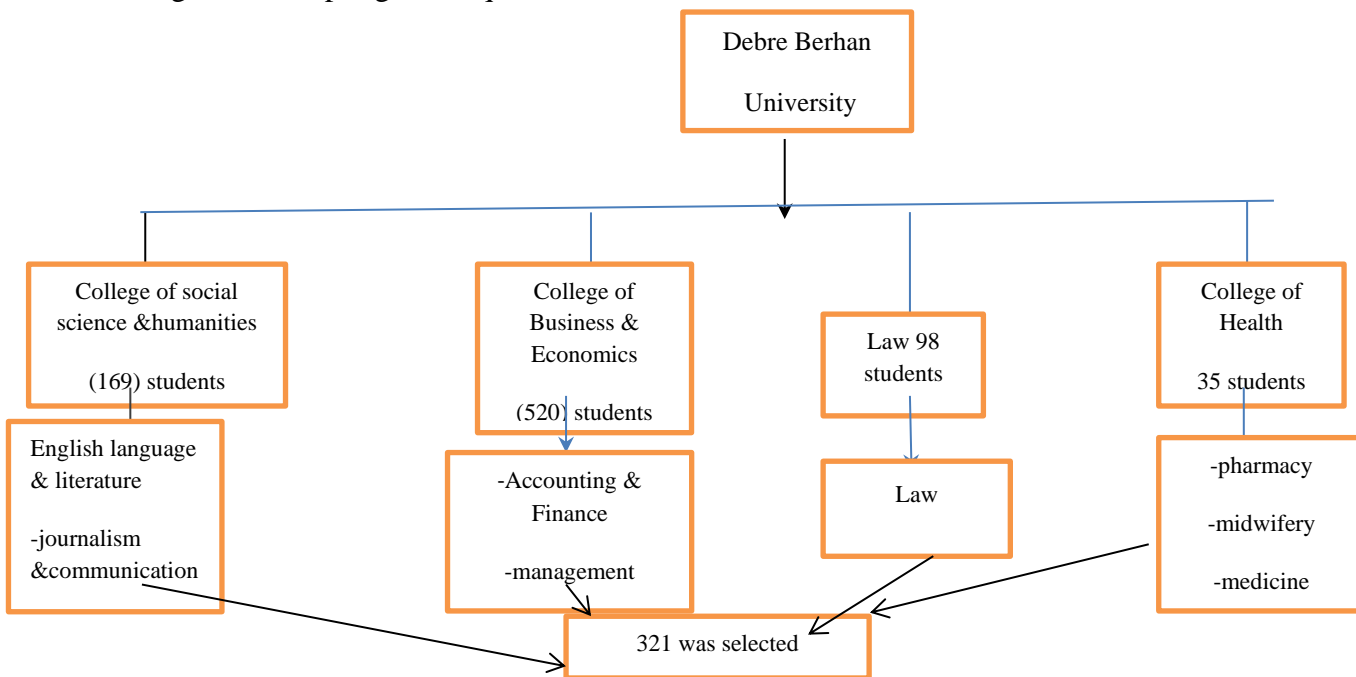 Debre Berhan
University
College of social
science &humanities
(169) students
College of
Business &
Economics
(520) students
Law 98
students
College of
Health
35 students
English language
& literature
-journalism
&communication
-Accounting &
Finance
-management
Law
-pharmacy
-midwifery
-medicine
321 was selected